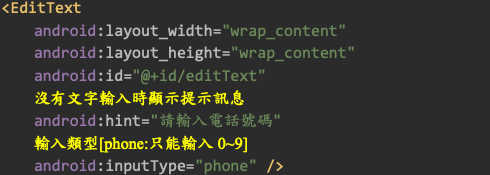 <EditText
android:layout_width="wrap_content"
android:layout_height="wrap_content"
android:id="@+id/editText"
沒有文字輸入時顯示提示訊息
android:hint="請輸入電話號碼"
輸入類型[phone:只能輸入 0~9]
android:inputType="phone" />